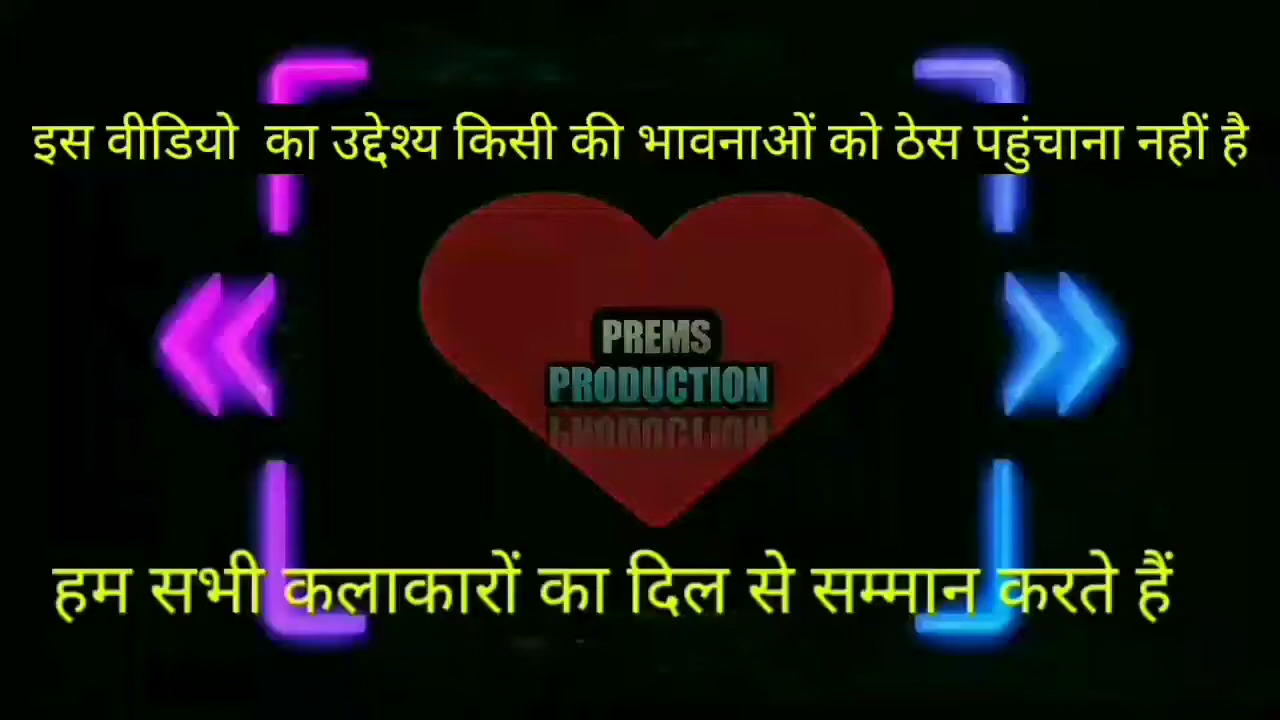 इस वीडियो का उद्देश्य किसी की भावनाओं को ठेस पहुंचाना नहीं है
PREMS
PRODUCTION
हम सभी कलाकारों का दिल से सम्मान करते हैं